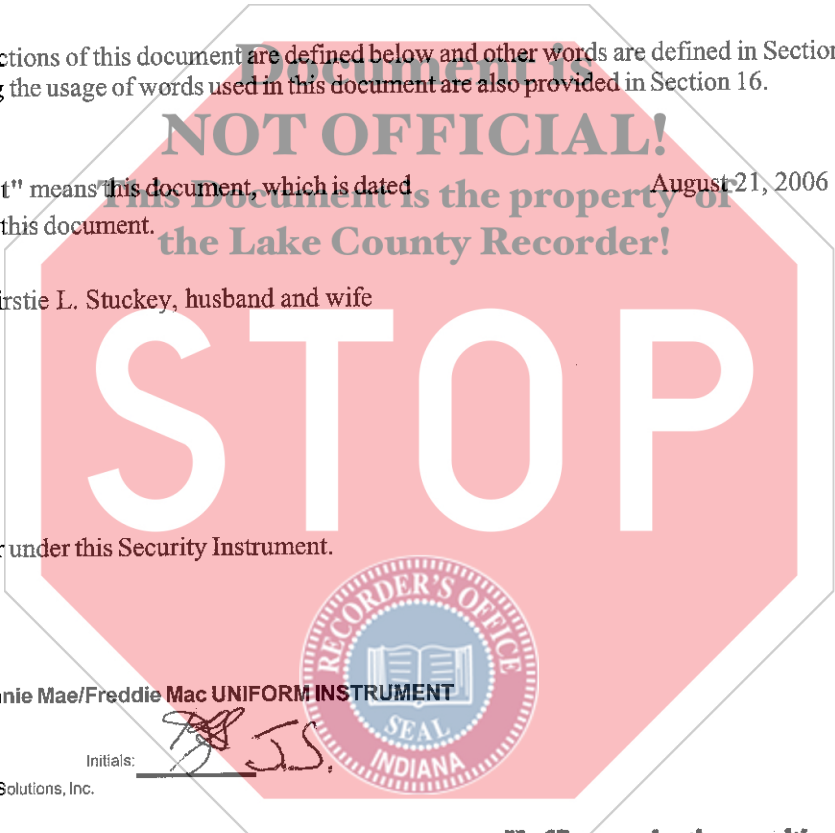 ctions of this document are defined below and other words are defined in Section
Document is
g the usage of words used in this document are also provided in Section 16.
NOT OFFICIAL!
t" means this document, which is dated August 21, 2006
This Document is the property of
this document.
the Lake County Recorder!
irstie L. Stuckey, husband and wife
STOP
r under this Security Instrument.
RECORDER'S OFFICE
SEAL
INDIANA
nnie Mae/Freddie Mac UNIFORM INSTRUMENT
Initials: J.S.
Solutions, Inc.